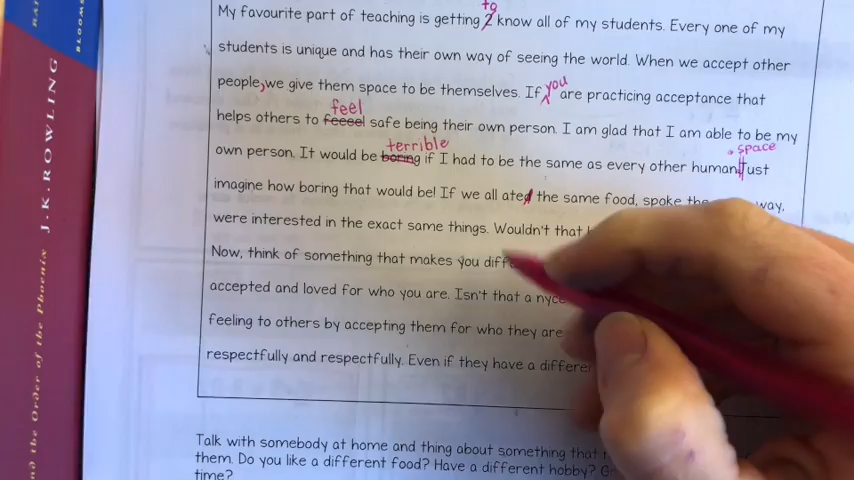 My favourite part of teaching is getting 2 to know all of my students. Every one of my
students is unique and has their own way of seeing the world. When we accept other
people, we give them space to be themselves. If you are practicing acceptance that
helps others to feeeel feel safe being their own person. I am glad that I am able to be my
own person. It would be boring terrible if I had to be the same as every other human. Just space
imagine how boring that would be! If we all ated the same food, spoke the way,
were interested in the exact same things. Wouldn't that
Now, think of something that makes you
accepted and loved for who you are. Isn't that a
feeling to others by accepting them for who they are
respectfully and respectfully. Even if they have a
Talk with somebody at home and thing about something that
them. Do you like a different food? Have a different hobby?
time?
J.K.ROWLING
and the Order of the Phoenix